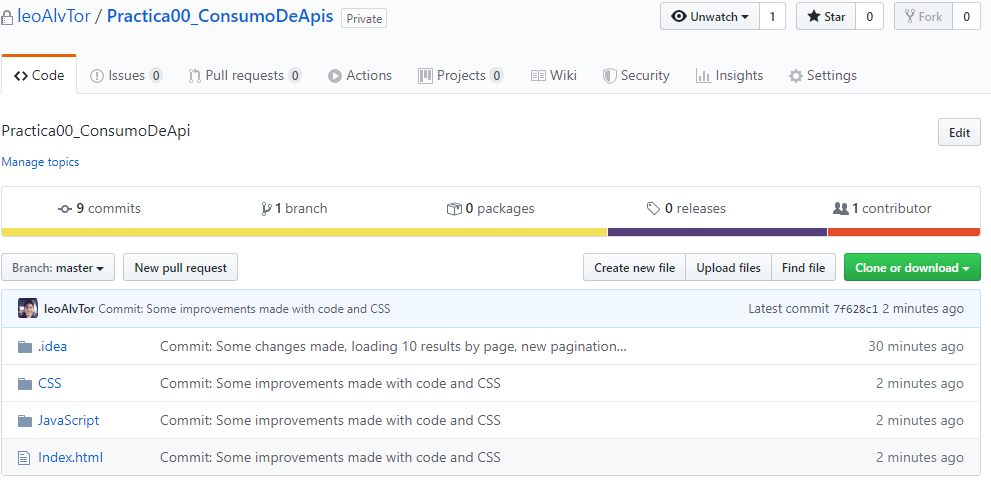 leoAlvTor / Practica00_ConsumoDeApis Private Unwatch 1 Star 0 Fork 0
Code Issues 0 Pull requests 0 Actions Projects 0 Wiki Security Insights Settings
Practica00_ConsumoDeApi Edit
Manage topics
9 commits 1 branch 0 packages 0 releases 1 contributor
Branch: master New pull request Create new file Upload files Find file Clone or download
leoAlvTor Commit: Some improvements made with code and CSS Latest commit 7f628c1 2 minutes ago
.idea Commit: Some changes made, loading 10 results by page, new pagination... 30 minutes ago
CSS Commit: Some improvements made with code and CSS 2 minutes ago
JavaScript Commit: Some improvements made with code and CSS 2 minutes ago
Index.html Commit: Some improvements made with code and CSS 2 minutes ago